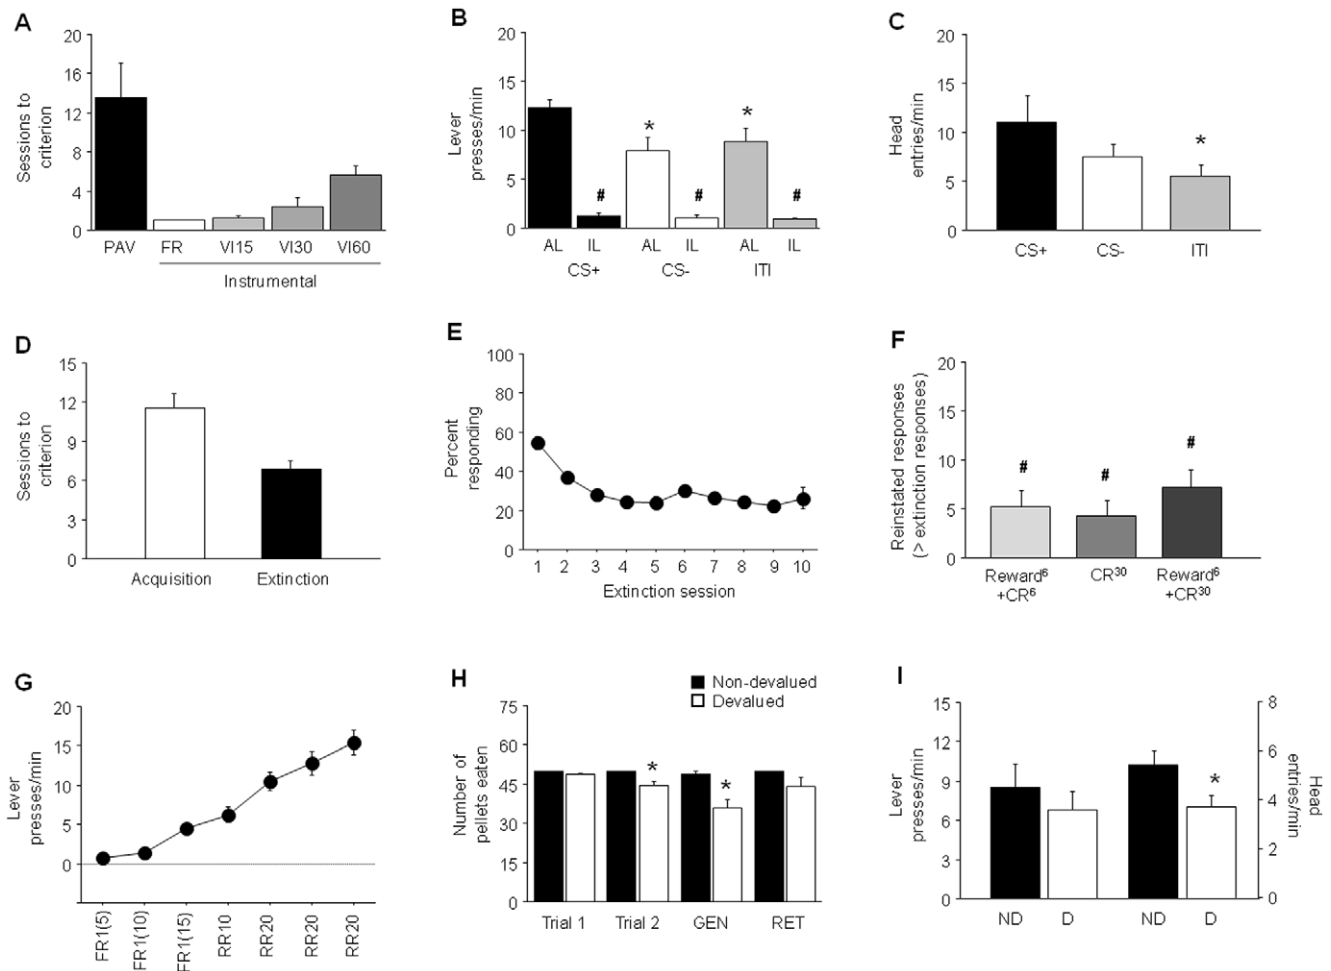 A
Sessions to
criterion
20
16
12
8
4
0
PAV FR VI15 VI30 VI60
Instrumental
B
Lever
presses/min
20
15
10
5
0
* *
# # #
AL IL AL IL AL IL
CS+ CS- ITI
C
Head
entries/min
20
15
10
5
0
*
CS+ CS- ITI
D
Sessions to
criterion
15
12
9
6
3
0
Acquisition Extinction
E
Percent
responding
100
80
60
40
20
0
1 2 3 4 5 6 7 8 9 10
Extinction session
F
Reinstated responses
(> extinction responses)
20
15
10
5
0
# # #
Reward⁶ CR³⁰ Reward⁶
+CR⁶ +CR³⁰
G
Lever
presses/min
20
15
10
5
0
FR1(5) FR1(10) FR1(15) RR10 RR20 RR20 RR20
H
Non-devalued
Devalued
Number of
pellets eaten
75
60
45
30
15
0
* *
Trial 1 Trial 2 GEN RET
I
Lever
presses/min
15
12
9
6
3
0
*
ND D ND D
8
6
4
2
0
Head
entries/min